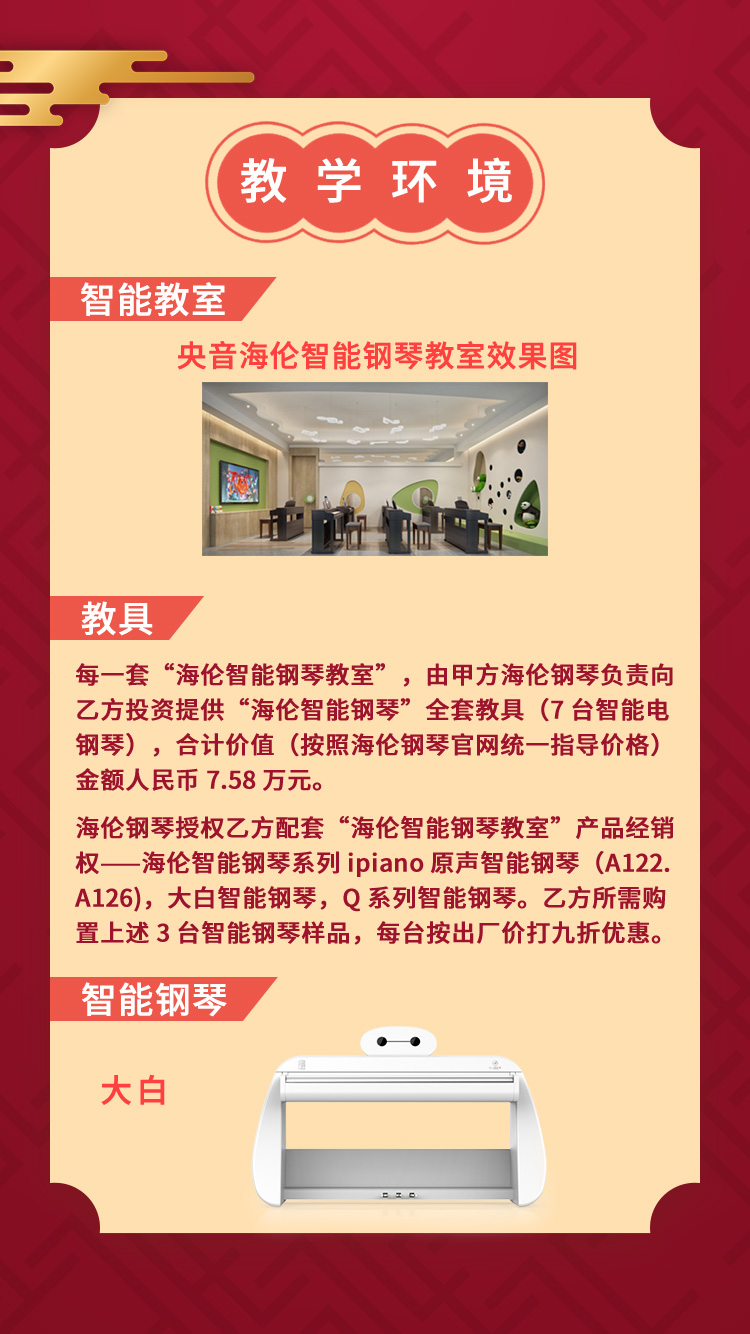 教学环境
智能教室
央音海伦智能钢琴教室效果图
教具
每一套“海伦智能钢琴教室”，由甲方海伦钢琴负责向
乙方投资提供“海伦智能钢琴”全套教具（7 台智能电
钢琴），合计价值（按照海伦钢琴官网统一指导价格）
金额人民币 7.58 万元。
海伦钢琴授权乙方配套“海伦智能钢琴教室”产品经销
权——海伦智能钢琴系列 ipiano 原声智能钢琴（A122.
A126)，大白智能钢琴，Q 系列智能钢琴。乙方所需购
置上述 3 台智能钢琴样品，每台按出厂价打九折优惠。
智能钢琴
大白